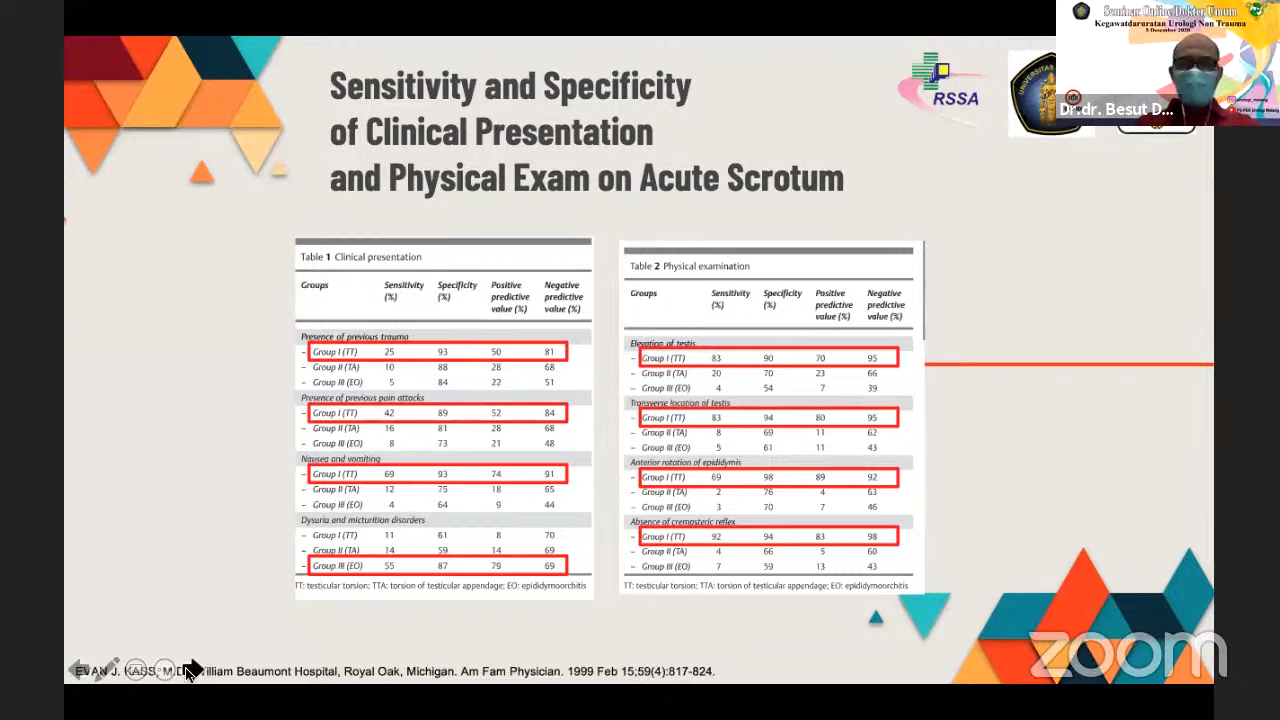 Seminar Online Dokter Umum
Kegawatdaruratan Urologi Non Trauma
5 Desember 2020
Dr.dr. Besut D...
RSSA
Sensitivity and Specificity
of Clinical Presentation
and Physical Exam on Acute Scrotum
Table 1 Clinical presentation
Groups Sensitivity (%) Specificity (%) Positive predictive value (%) Negative predictive value (%)
Presence of previous trauma
– Group I (TT) 25 93 50 81
– Group II (TA) 10 88 28 68
– Group III (EO) 5 84 22 51
Presence of previous pain attacks
– Group I (TT) 42 89 52 84
– Group II (TA) 16 81 28 68
– Group III (EO) 8 73 21 48
Nausea and vomiting
– Group I (TT) 69 93 74 91
– Group II (TA) 12 75 18 65
– Group III (EO) 4 64 9 44
Dysuria and micturition disorders
– Group I (TT) 11 61 8 70
– Group II (TA) 14 59 14 69
– Group III (EO) 55 87 79 69
TT: testicular torsion; TTA: torsion of testicular appendage; EO: epididymoorchitis
Table 2 Physical examination
Groups Sensitivity (%) Specificity (%) Positive predictive value (%) Negative predictive value (%)
Elevation of testis
– Group I (TT) 83 90 70 95
– Group II (TA) 20 70 23 66
– Group III (EO) 4 54 7 39
Transverse location of testis
– Group I (TT) 83 94 80 95
– Group II (TA) 8 69 11 62
– Group III (EO) 5 61 11 43
Anterior rotation of epididymis
– Group I (TT) 69 98 89 92
– Group II (TA) 2 76 4 63
– Group III (EO) 3 70 7 46
Absence of cremasteric reflex
– Group I (TT) 92 94 83 98
– Group II (TA) 4 66 5 60
– Group III (EO) 7 59 13 43
TT: testicular torsion; TTA: torsion of testicular appendage; EO: epididymoorchitis
EVAN J. KASS, M.D., William Beaumont Hospital, Royal Oak, Michigan. Am Fam Physician. 1999 Feb 15;59(4):817-824.
zoom